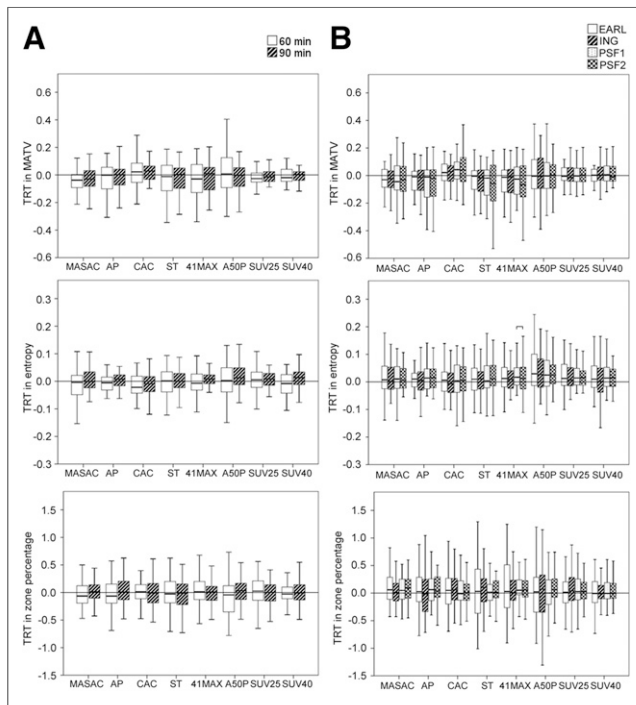 A
60 min
90 min
TRT in MATV
0.6
0.4
0.2
0.0
-0.2
-0.4
-0.6
MASAC AP CAC ST 41MAX A50P SUV25 SUV40
TRT in entropy
0.3
0.2
0.1
0.0
-0.1
-0.2
-0.3
MASAC AP CAC ST 41MAX A50P SUV25 SUV40
TRT in zone percentage
1.5
1.0
0.5
0.0
-0.5
-1.0
-1.5
MASAC AP CAC ST 41MAX A50P SUV25 SUV40
B
EARL
ING
PSF1
PSF2
TRT in MATV
0.6
0.4
0.2
0.0
-0.2
-0.4
-0.6
MASAC AP CAC ST 41MAX A50P SUV25 SUV40
TRT in entropy
0.3
0.2
0.1
0.0
-0.1
-0.2
-0.3
MASAC AP CAC ST 41MAX A50P SUV25 SUV40
TRT in zone percentage
1.5
1.0
0.5
0.0
-0.5
-1.0
-1.5
MASAC AP CAC ST 41MAX A50P SUV25 SUV40